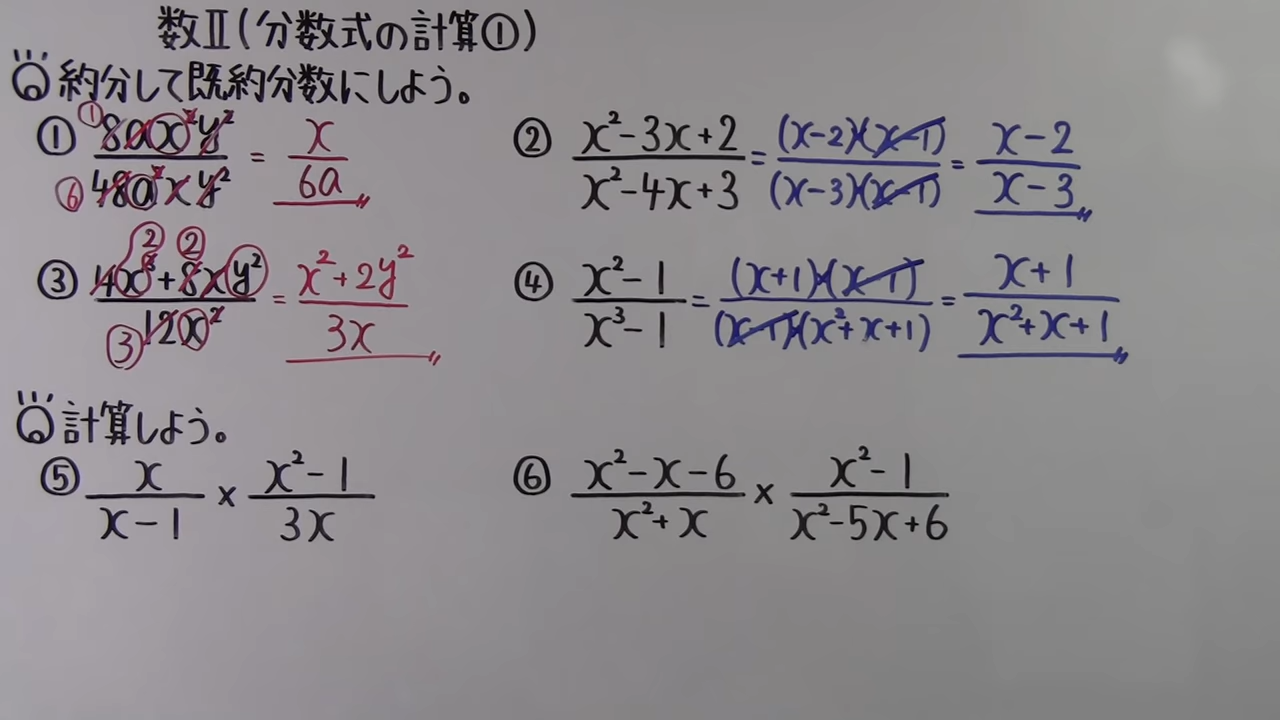 数Ⅱ(分数式の計算①)
Q 約分して既約分数にしよう。
① 8ax²y²/48a²xy² = x/6a
② x²-3x+2/x²-4x+3 = (x-2)(x-1)/(x-3)(x-1) = x-2/x-3
③ 4x³+8xy²/12x² = x²+2y²/3x
④ x²-1/x³-1 = (x+1)(x-1)/(x-1)(x²+x+1) = x+1/x²+x+1
Q 計算しよう。
⑤ x/x-1 × x²-1/3x
⑥ x²-x-6/x²+x × x²-1/x²-5x+6